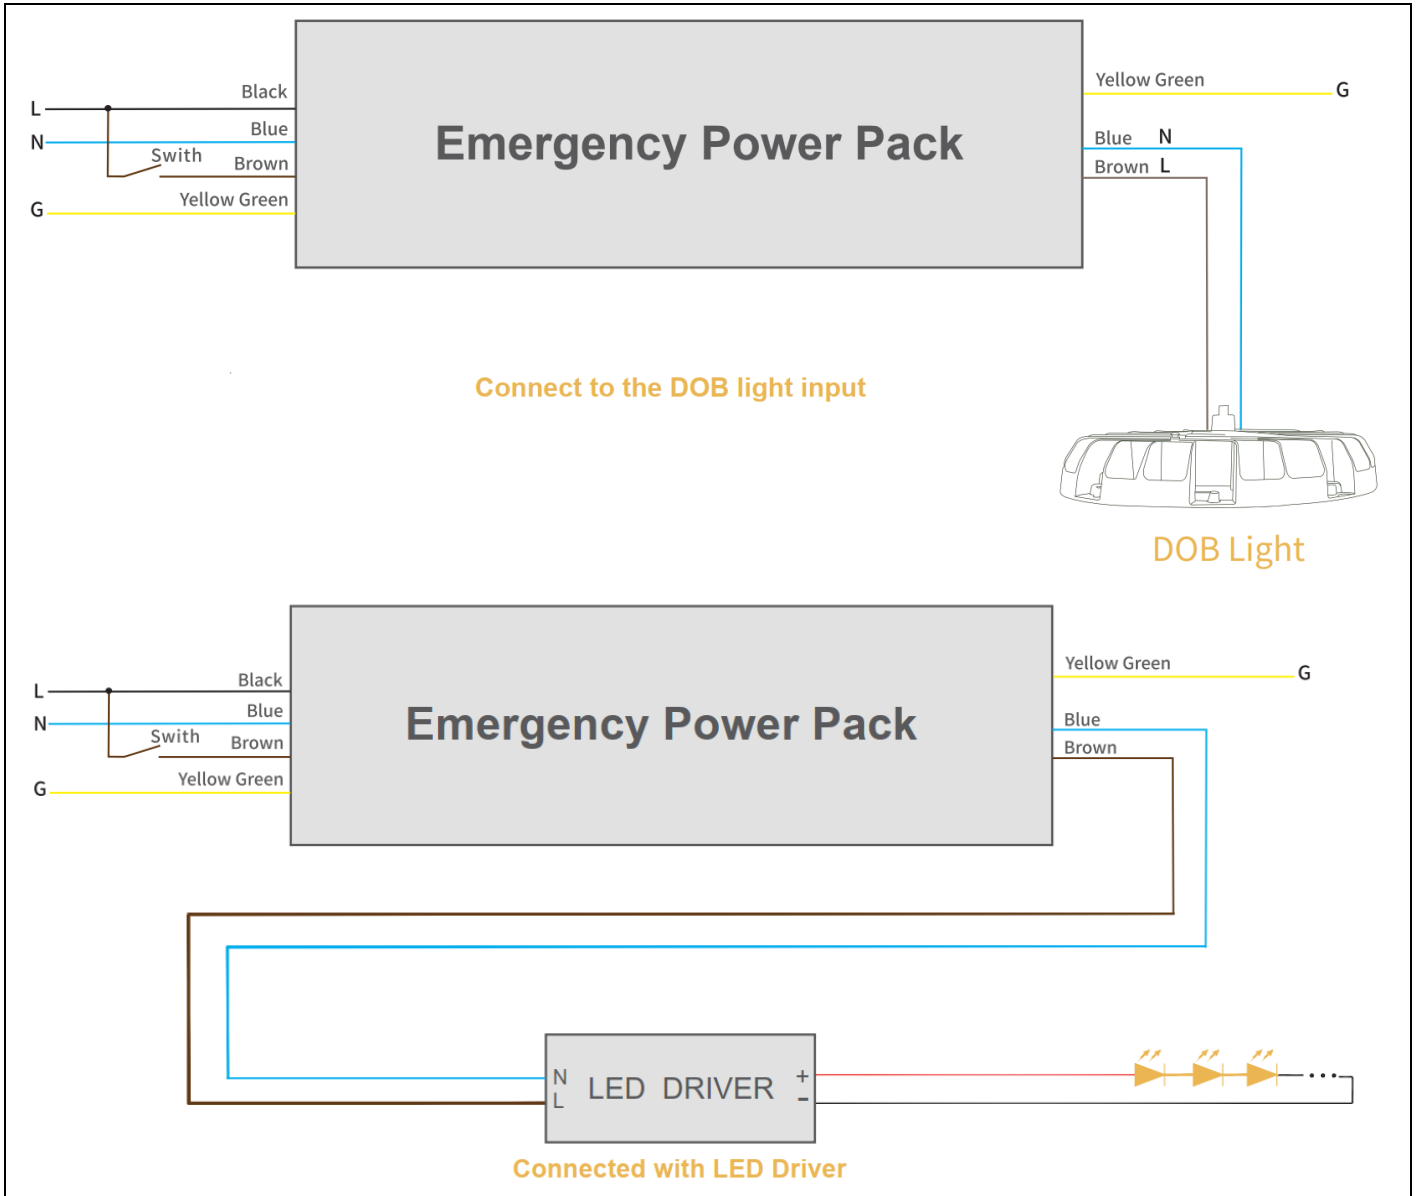 Black
L
Blue
N
Swith
Brown
Yellow Green
G
Emergency Power Pack
Yellow Green
G
Blue N
Brown L
Connect to the DOB light input
DOB Light
Black
L
Blue
N
Swith
Brown
Yellow Green
G
Emergency Power Pack
Yellow Green
G
Blue
Brown
N
L
LED DRIVER
+
-
Connected with LED Driver